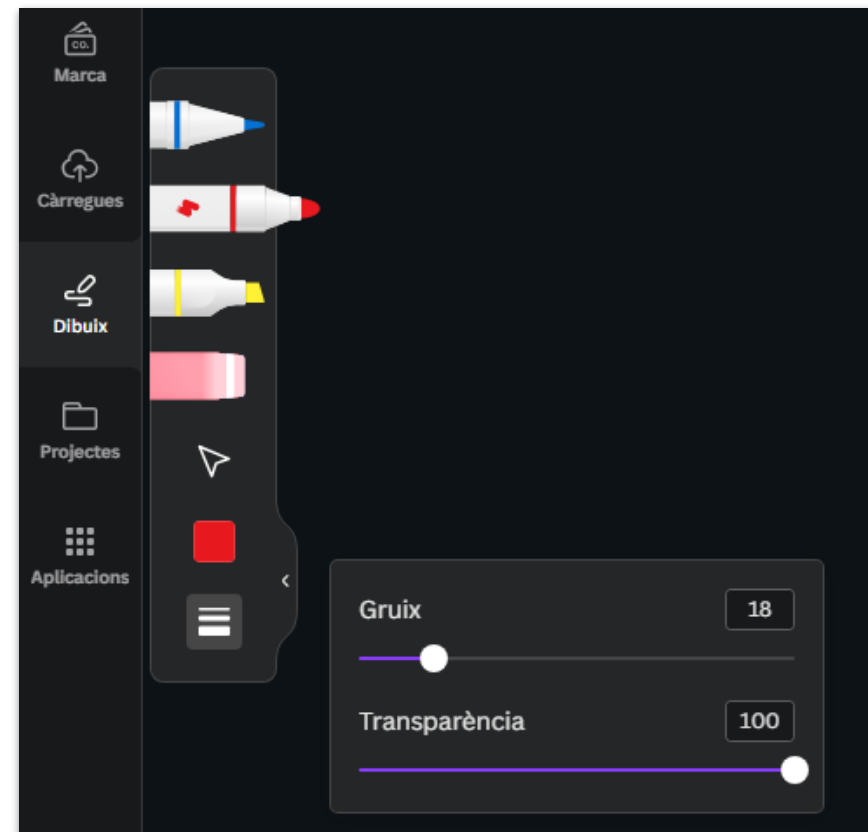 CO.
Marca
Càrregues
Dibuix
Projectes
Aplicacions
Gruix 18
Transparència 100